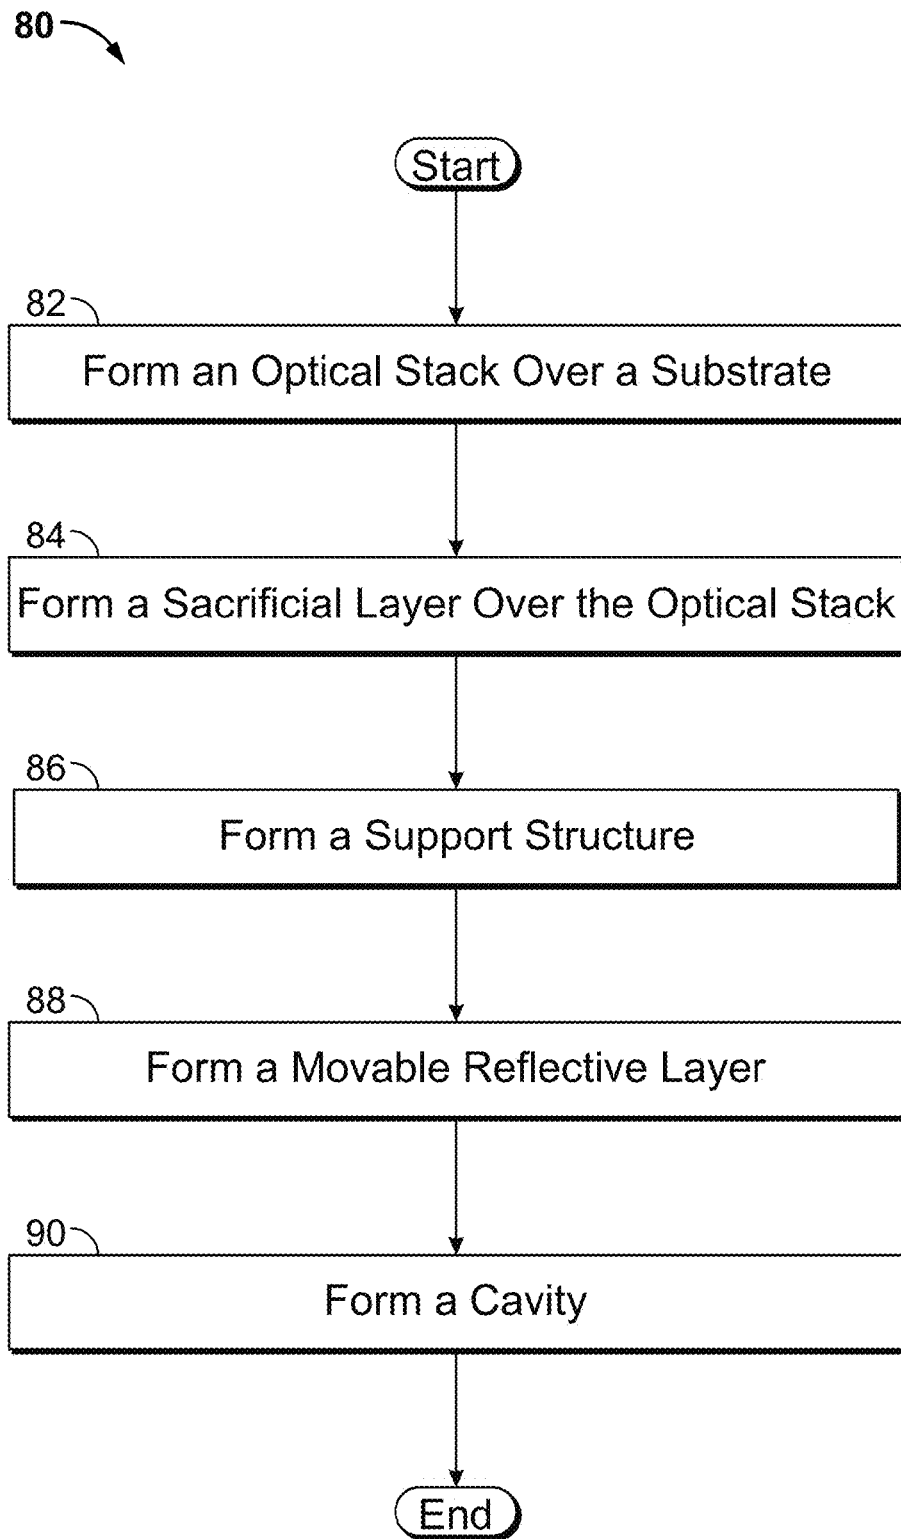 80
Start
82
Form an Optical Stack Over a Substrate
84
Form a Sacrificial Layer Over the Optical Stack
86
Form a Support Structure
88
Form a Movable Reflective Layer
90
Form a Cavity
End